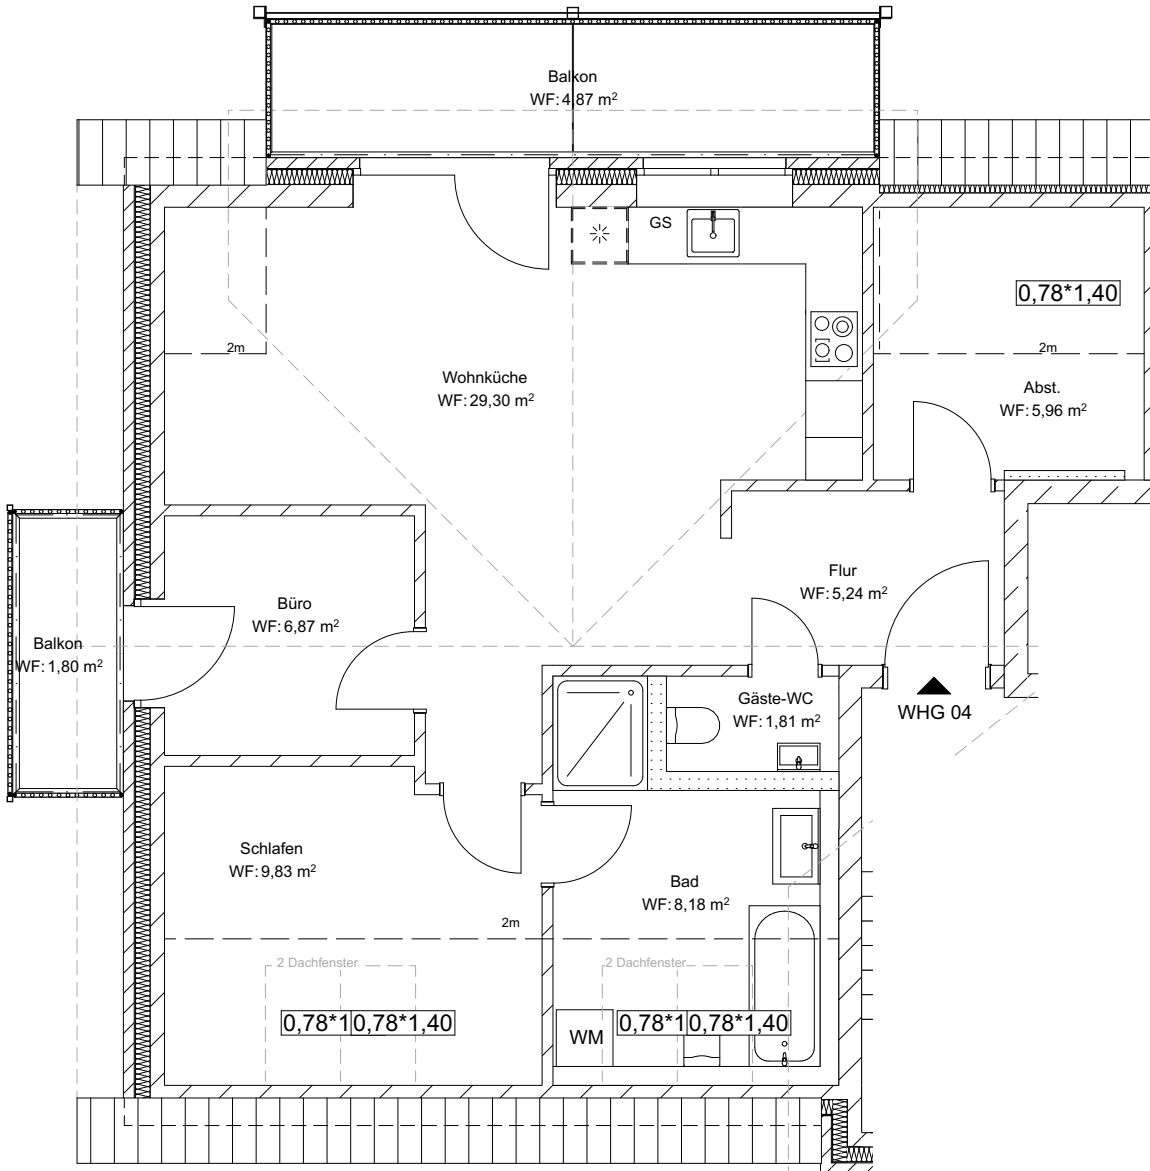 Balkon
WF: 4,87 m²
GS
0,78*1,40
2m
2m
Wohnküche
WF: 29,30 m²
Abst.
WF: 5,96 m²
Flur
WF: 5,24 m²
Büro
WF: 6,87 m²
Balkon
WF: 1,80 m²
Gäste-WC
WF: 1,81 m²
WHG 04
Schlafen
WF: 9,83 m²
Bad
WF: 8,18 m²
2m
2 Dachfenster
2 Dachfenster
0,78*1 0,78*1,40
WM
0,78*1 0,78*1,40